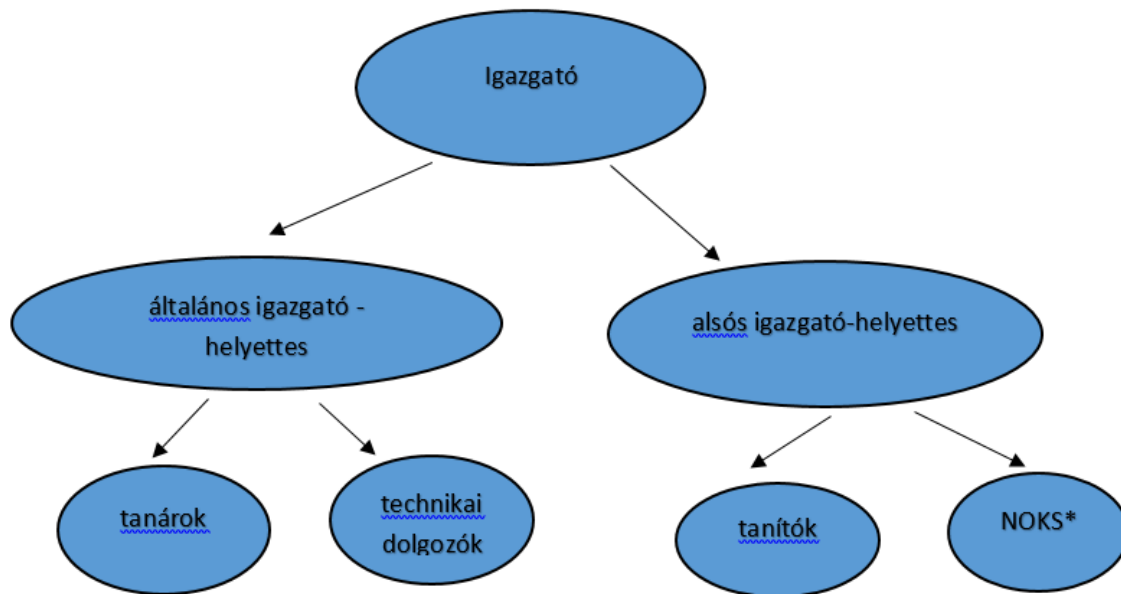 Igazgató
általános igazgató -
helyettes
alsós igazgató-helyettes
tanárok
technikai
dolgozók
tanítók
NOKS*